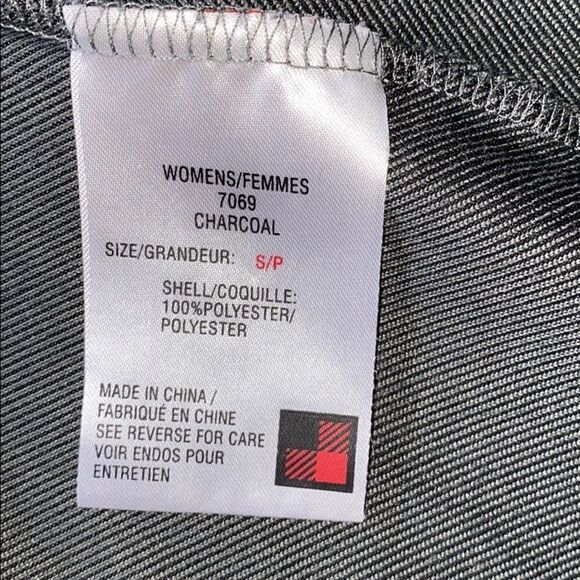 WOMENS/FEMMES
7069
CHARCOAL
SIZE/GRANDEUR: S/P
SHELL/COQUILLE:
100%POLYESTER/
POLYESTER
MADE IN CHINA /
FABRIQUÉ EN CHINE
SEE REVERSE FOR CARE
VOIR ENDOS POUR
ENTRETIEN